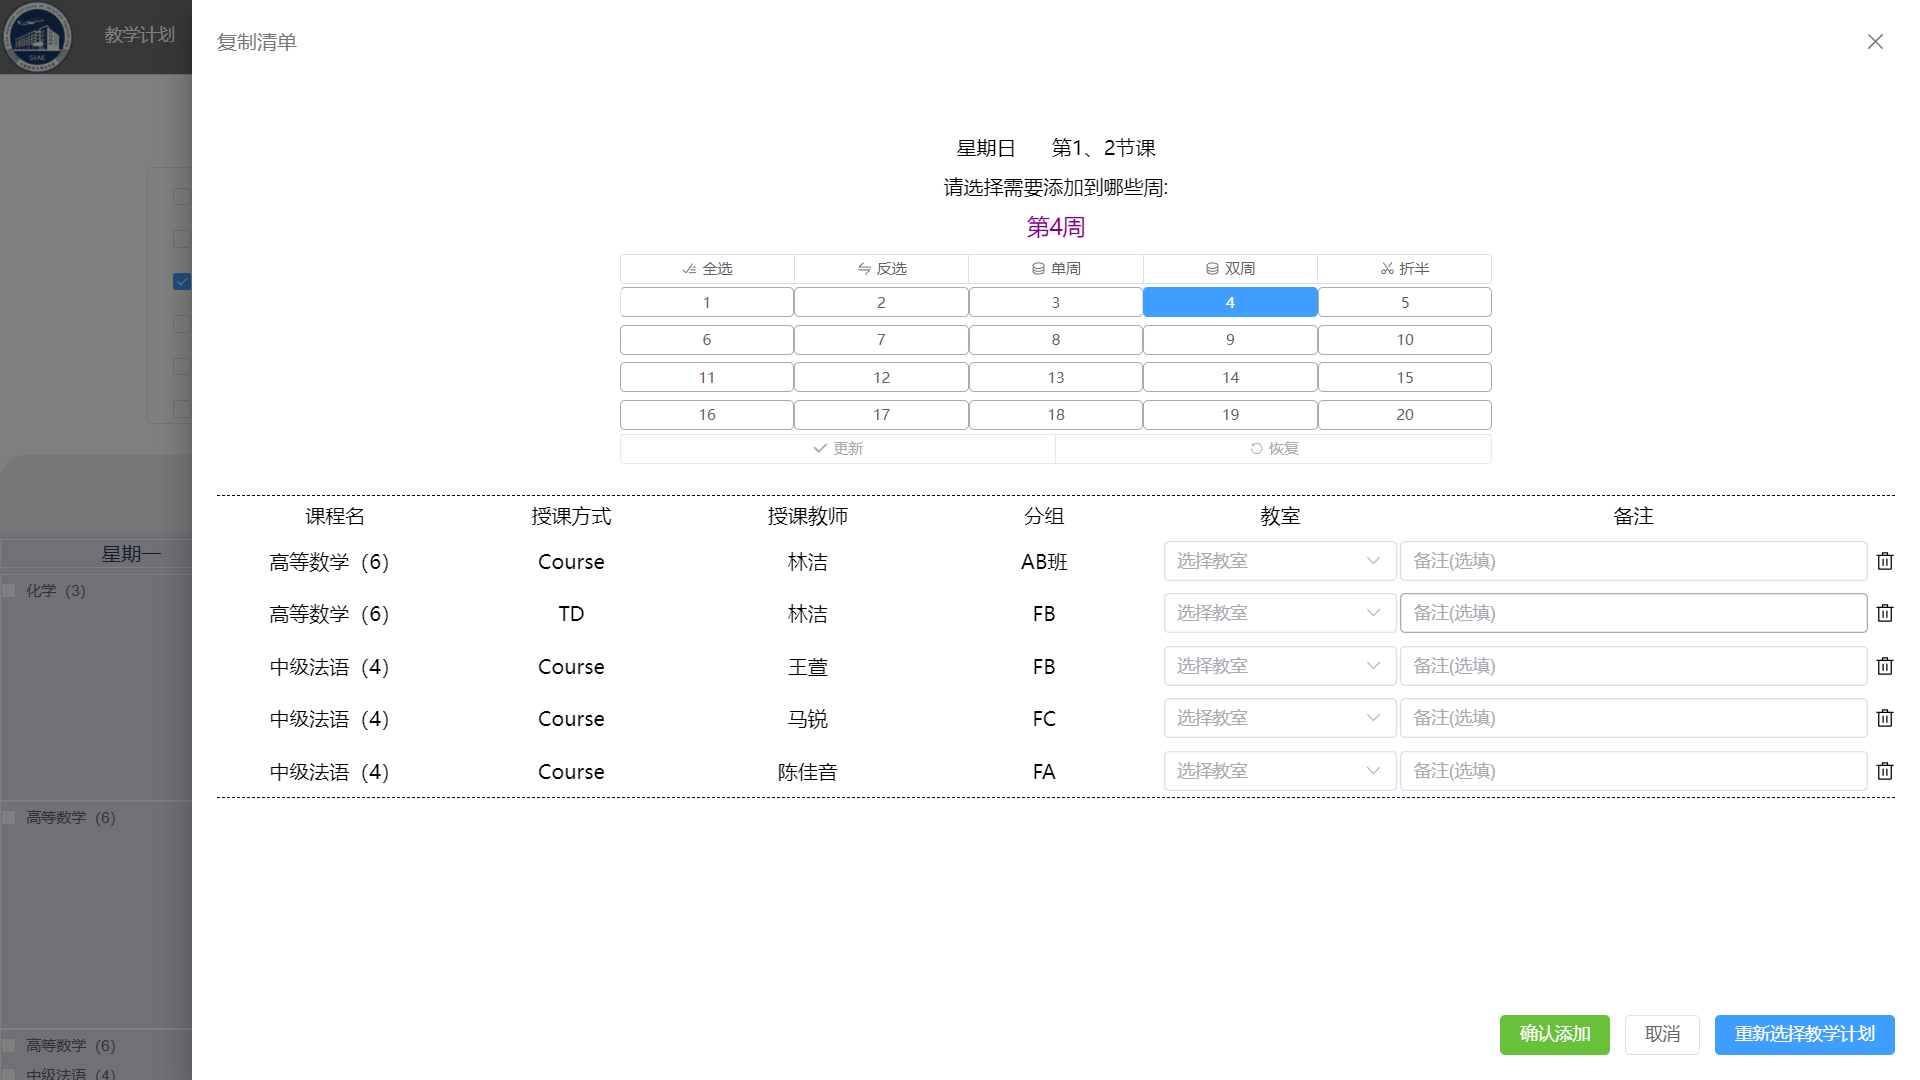 SIAE
教学计划
复制清单
星期日 第1、2节课
请选择需要添加到哪些周:
第4周
全选 反选 单周 双周 折半
1 2 3 4 5
6 7 8 9 10
11 12 13 14 15
16 17 18 19 20
更新 恢复
课程名 授课方式 授课教师 分组 教室 备注
高等数学（6） Course 林洁 AB班 选择教室 备注(选填)
高等数学（6） TD 林洁 FB 选择教室 备注(选填)
中级法语（4） Course 王萱 FB 选择教室 备注(选填)
中级法语（4） Course 马锐 FC 选择教室 备注(选填)
中级法语（4） Course 陈佳音 FA 选择教室 备注(选填)
星期一
化学（3）
高等数学（6）
高等数学（6）
中级法语（4）
确认添加 取消 重新选择教学计划